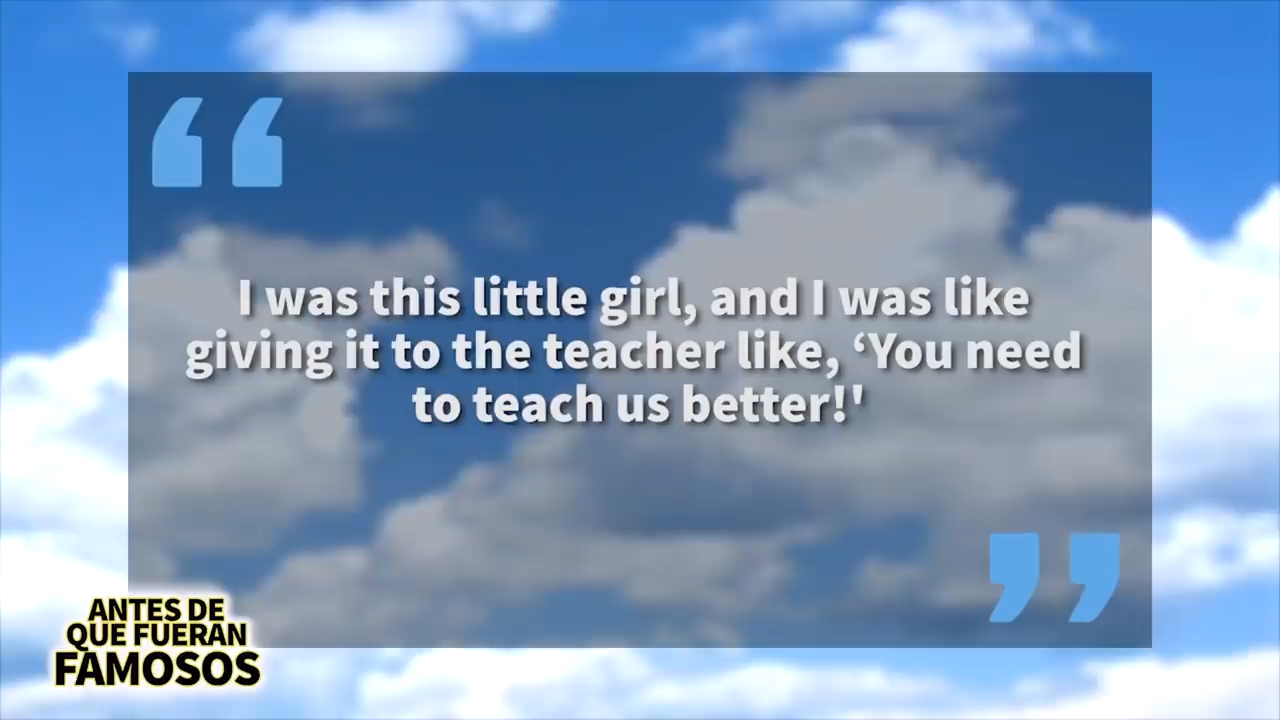 I was this little girl, and I was like
giving it to the teacher like, ‘You need
to teach us better!'
ANTES DE
QUE FUERAN
FAMOSOS